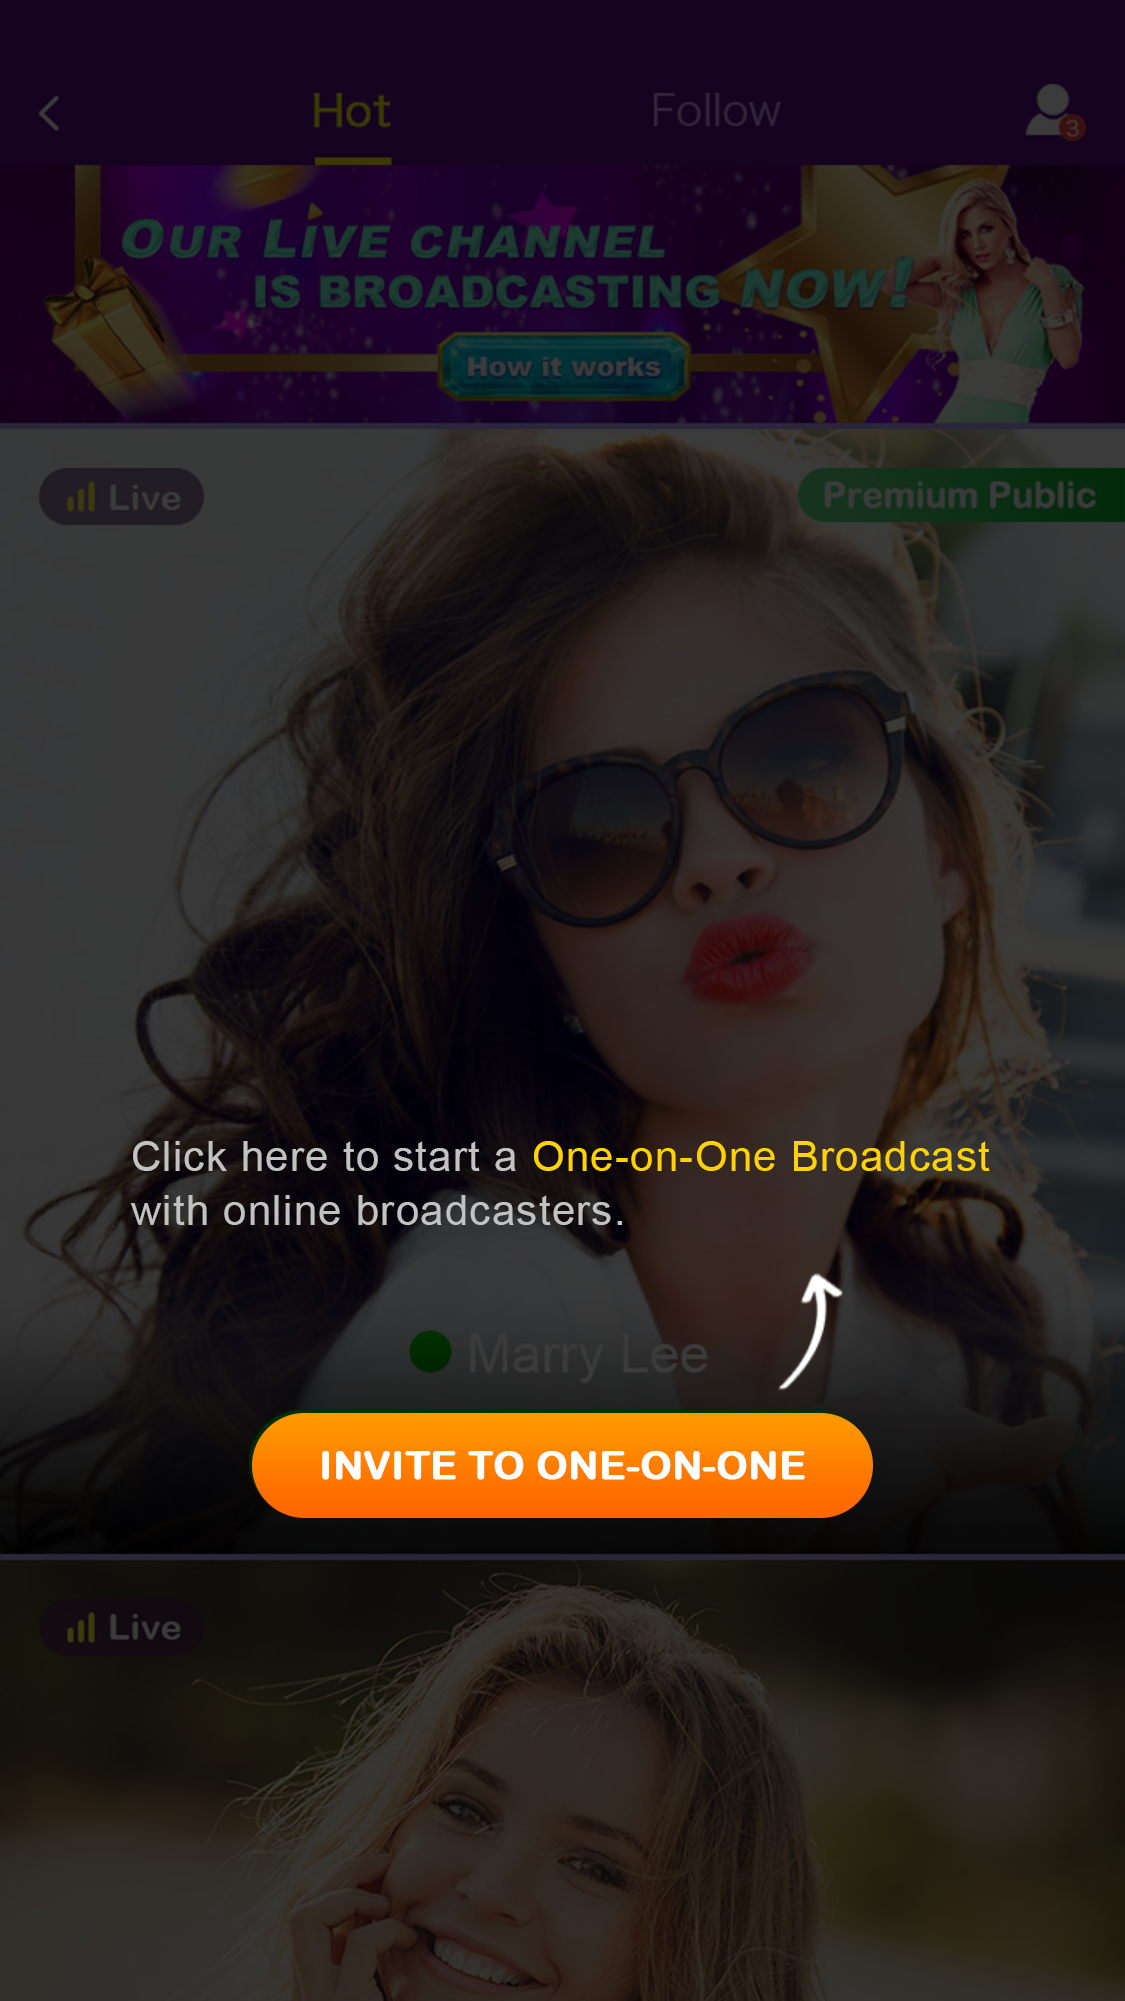 Hot
Follow
3
OUR LIVE CHANNEL
IS BROADCASTING NOW!
How it works
Live
Premium Public
Click here to start a One-on-One Broadcast
with online broadcasters.
Marry Lee
INVITE TO ONE-ON-ONE
Live